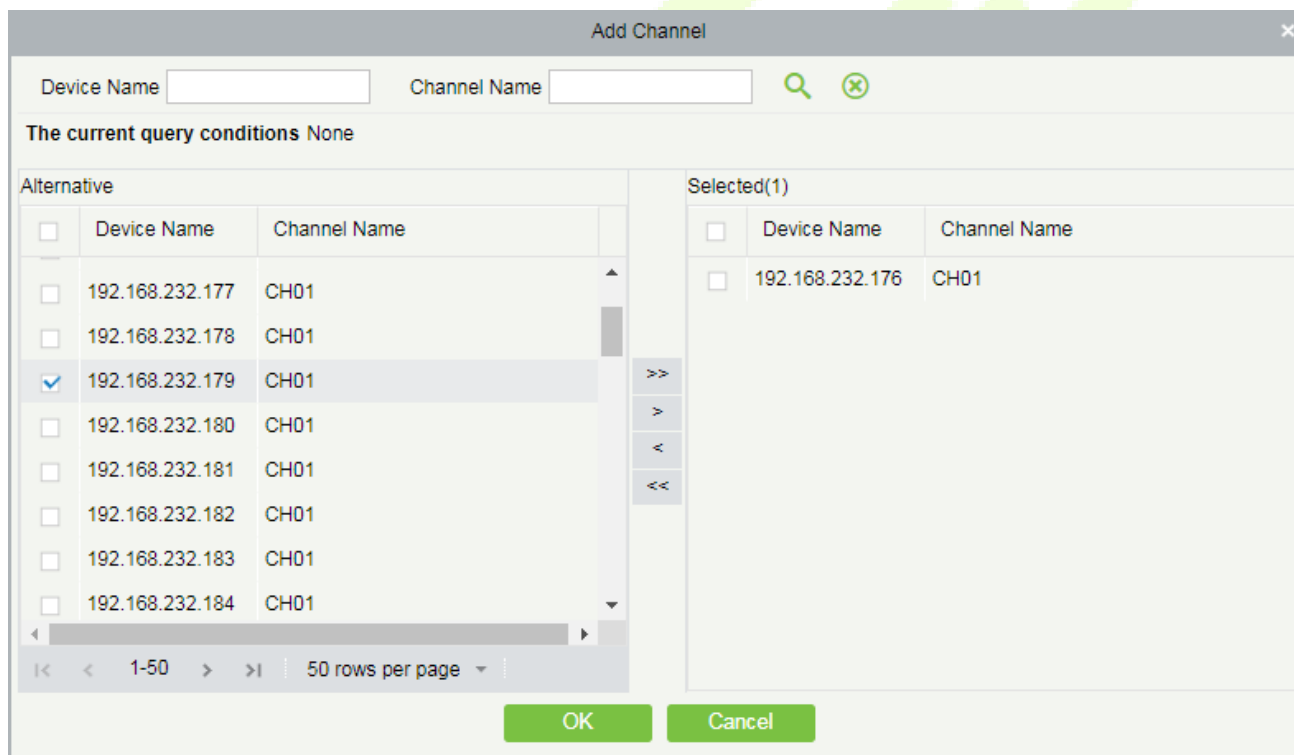 Add Channel ×
Device Name Channel Name
The current query conditions None
Alternative
Device Name Channel Name
192.168.232.177 CH01
192.168.232.178 CH01
192.168.232.179 CH01
192.168.232.180 CH01
192.168.232.181 CH01
192.168.232.182 CH01
192.168.232.183 CH01
192.168.232.184 CH01
|< < 1-50 > >| 50 rows per page
>>
>
<
<<
Selected(1)
Device Name Channel Name
192.168.232.176 CH01
OK Cancel